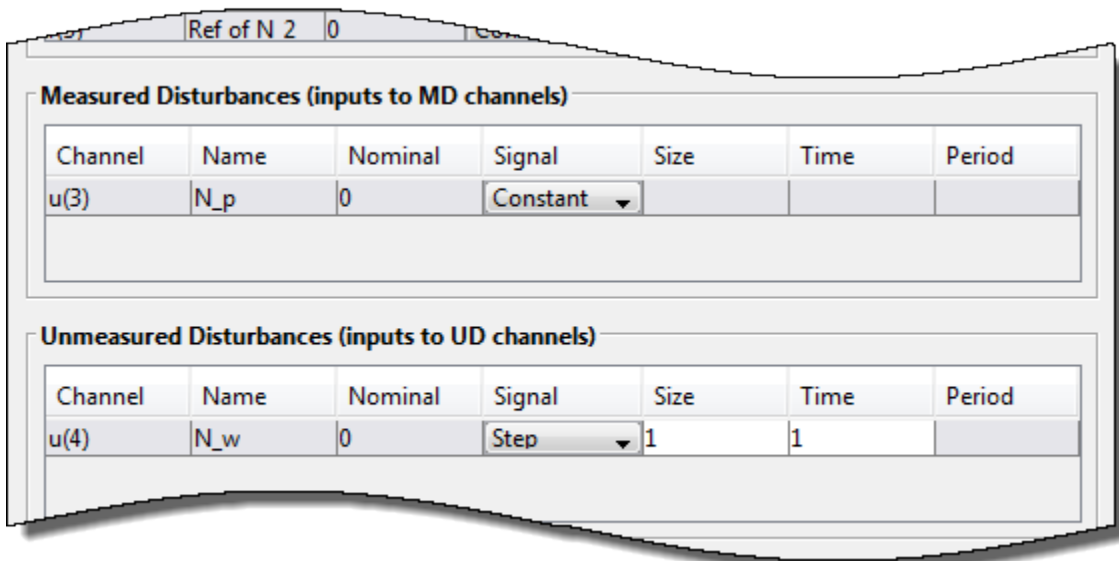 Ref of N 2 0
Measured Disturbances (inputs to MD channels)
Channel Name Nominal Signal Size Time Period
u(3) N_p 0 Constant
Unmeasured Disturbances (inputs to UD channels)
Channel Name Nominal Signal Size Time Period
u(4) N_w 0 Step 1 1